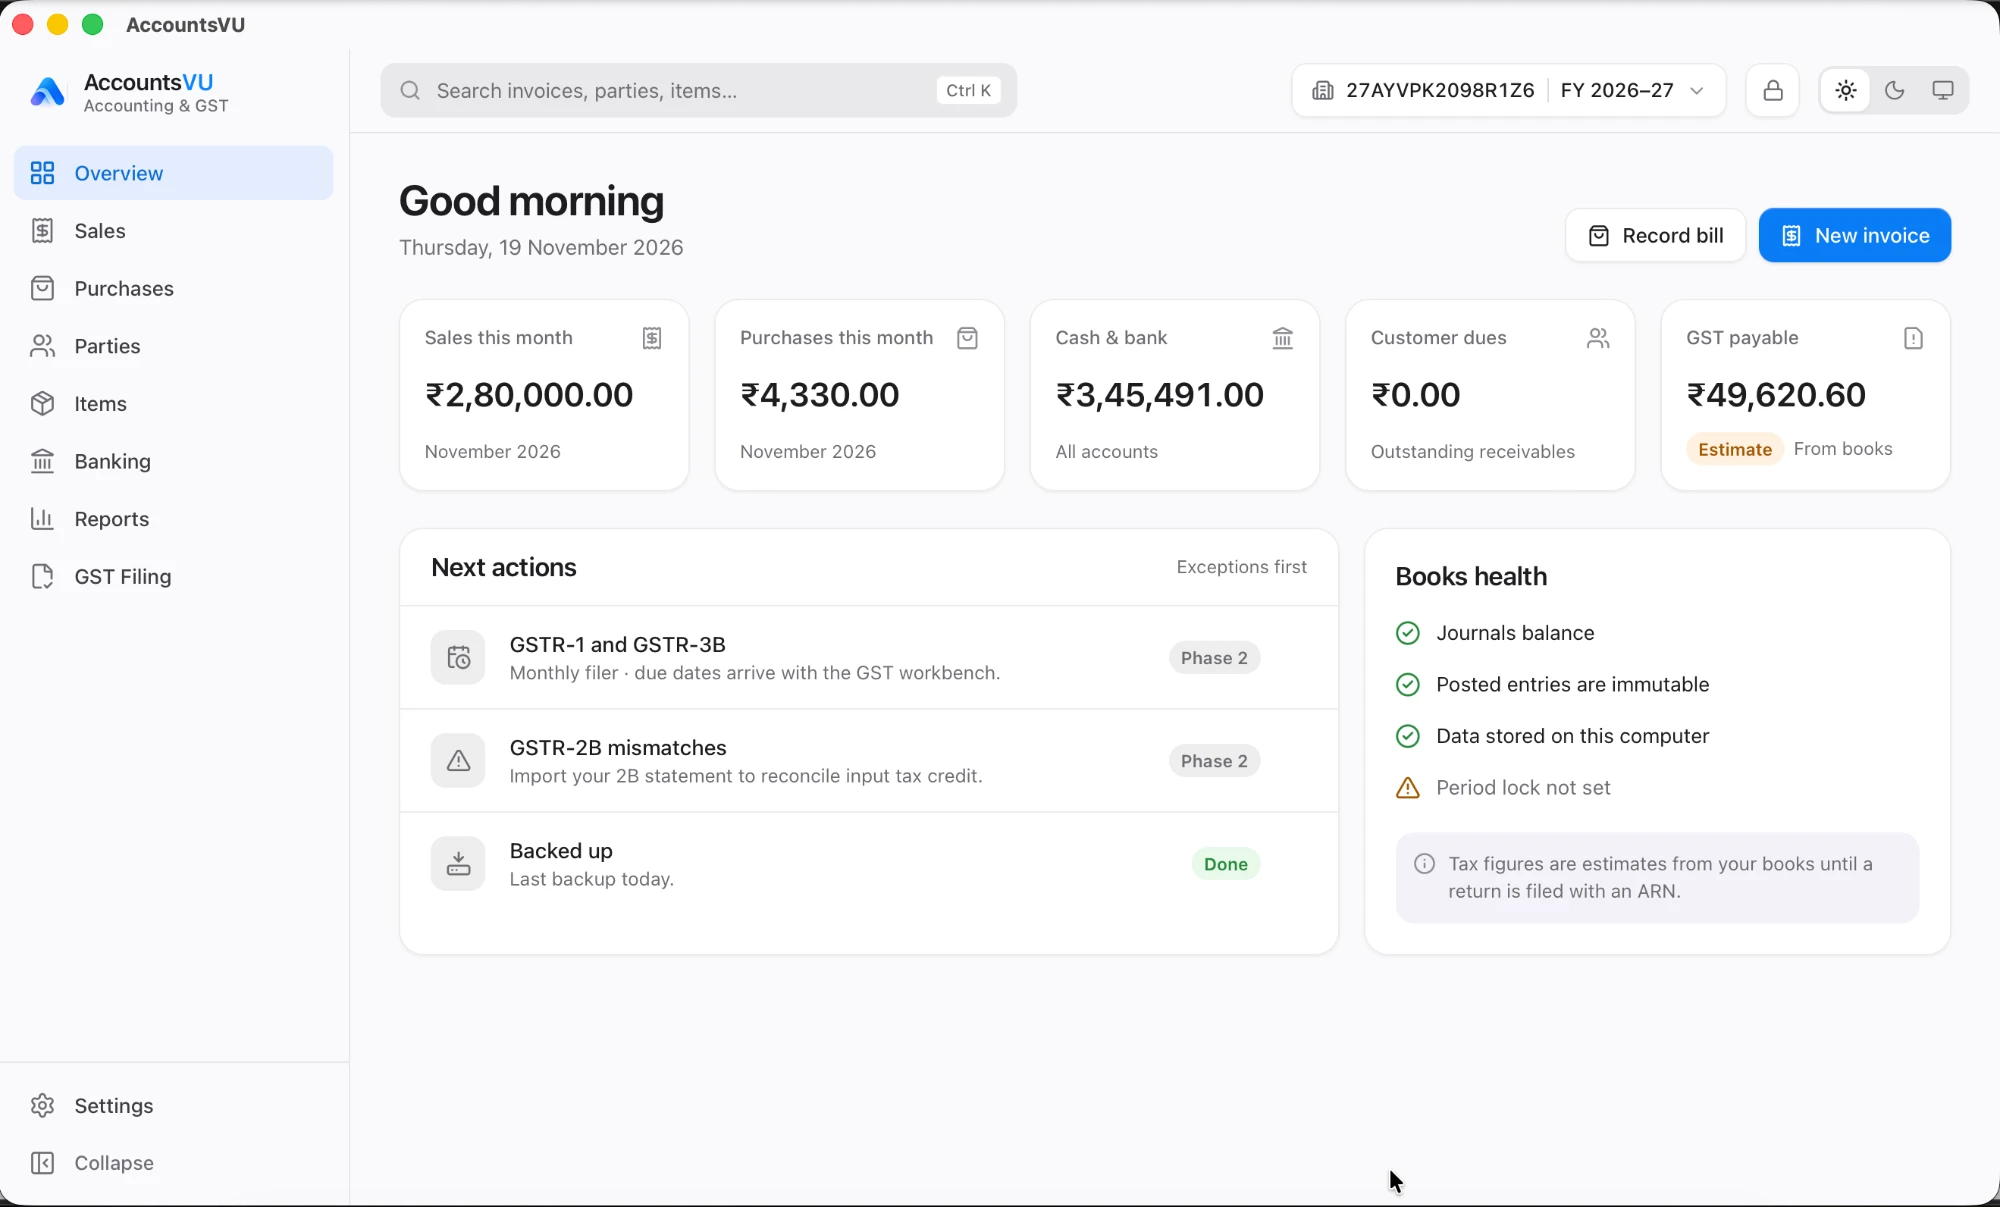 AccountsVU
AccountsVU
Accounting & GST
Search invoices, parties, items...
Ctrl K
27AYVPK2098R1Z6
FY 2026–27
Overview
Sales
Purchases
Parties
Items
Banking
Reports
GST Filing
Settings
Collapse
Good morning
Thursday, 19 November 2026
Record bill
New invoice
Sales this month
₹2,80,000.00
November 2026
Purchases this month
₹4,330.00
November 2026
Cash & bank
₹3,45,491.00
All accounts
Customer dues
₹0.00
Outstanding receivables
GST payable
₹49,620.60
Estimate From books
Next actions
Exceptions first
GSTR-1 and GSTR-3B
Monthly filer · due dates arrive with the GST workbench.
Phase 2
GSTR-2B mismatches
Import your 2B statement to reconcile input tax credit.
Phase 2
Backed up
Last backup today.
Done
Books health
Journals balance
Posted entries are immutable
Data stored on this computer
Period lock not set
Tax figures are estimates from your books until a
return is filed with an ARN.